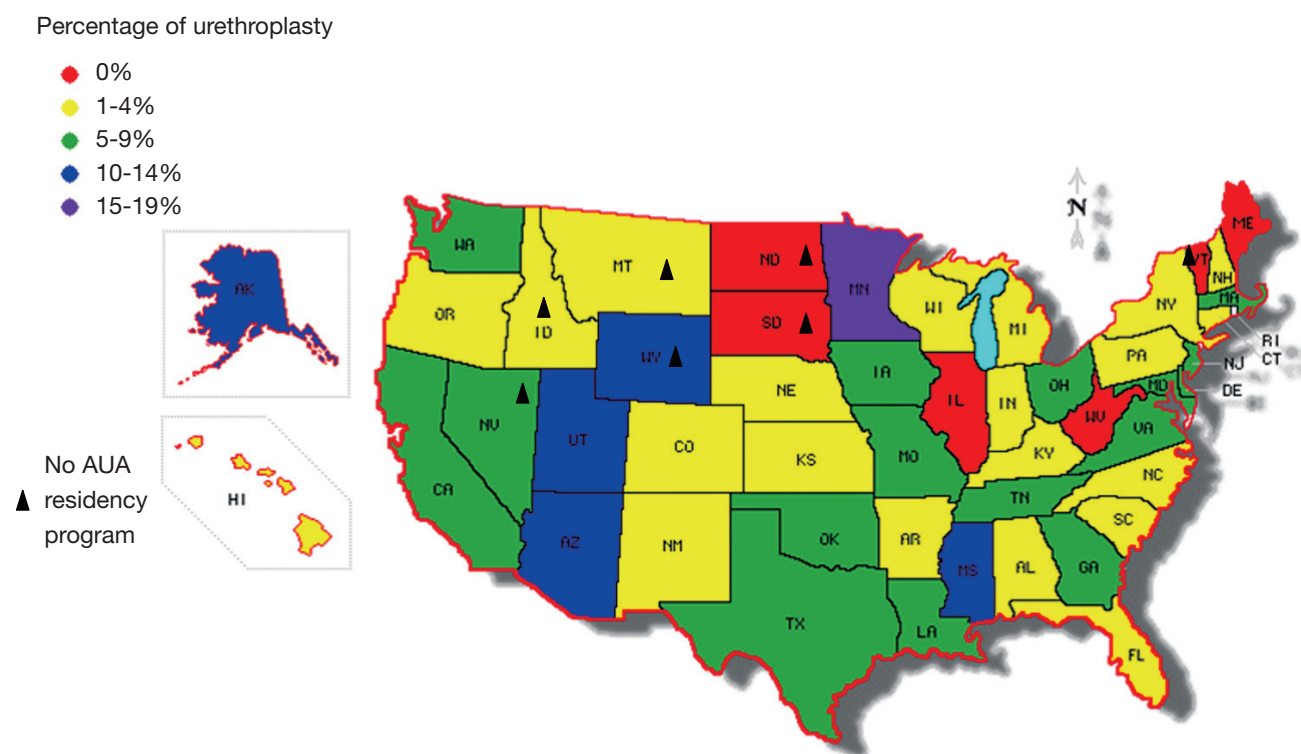 Percentage of urethroplasty
0%
1-4%
5-9%
10-14%
15-19%
N
ME
WA
VT
MT
ND
NH
AK
MN
MA
NY
OR
WI
SD
ID
MI
RI
PA
CT
WY
NJ
IA
OH
MD
NE
DE
IL
IN
WV
NV
UT
VA
CO
KY
KS
MO
No AUA
residency
program
NC
CA
HI
TN
SC
OK
AR
AZ
NM
MS
AL
GA
TX
LA
FL